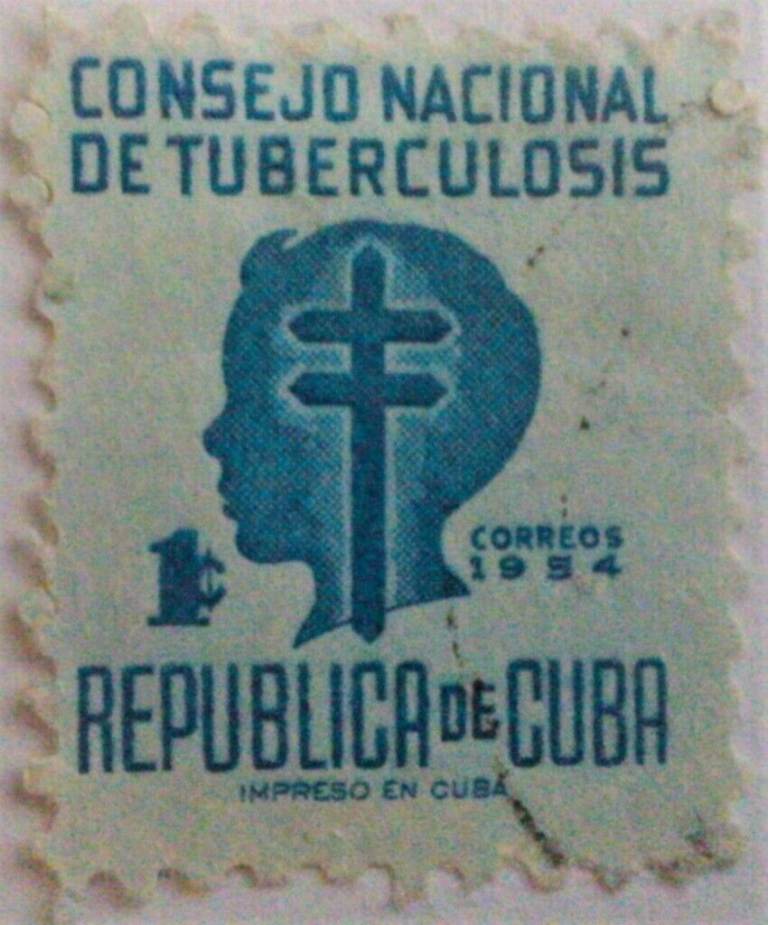 CONSEJO NACIONAL
DE TUBERCULOSIS
1¢
CORREOS
1954
REPUBLICA DE CUBA
IMPRESO EN CUBA